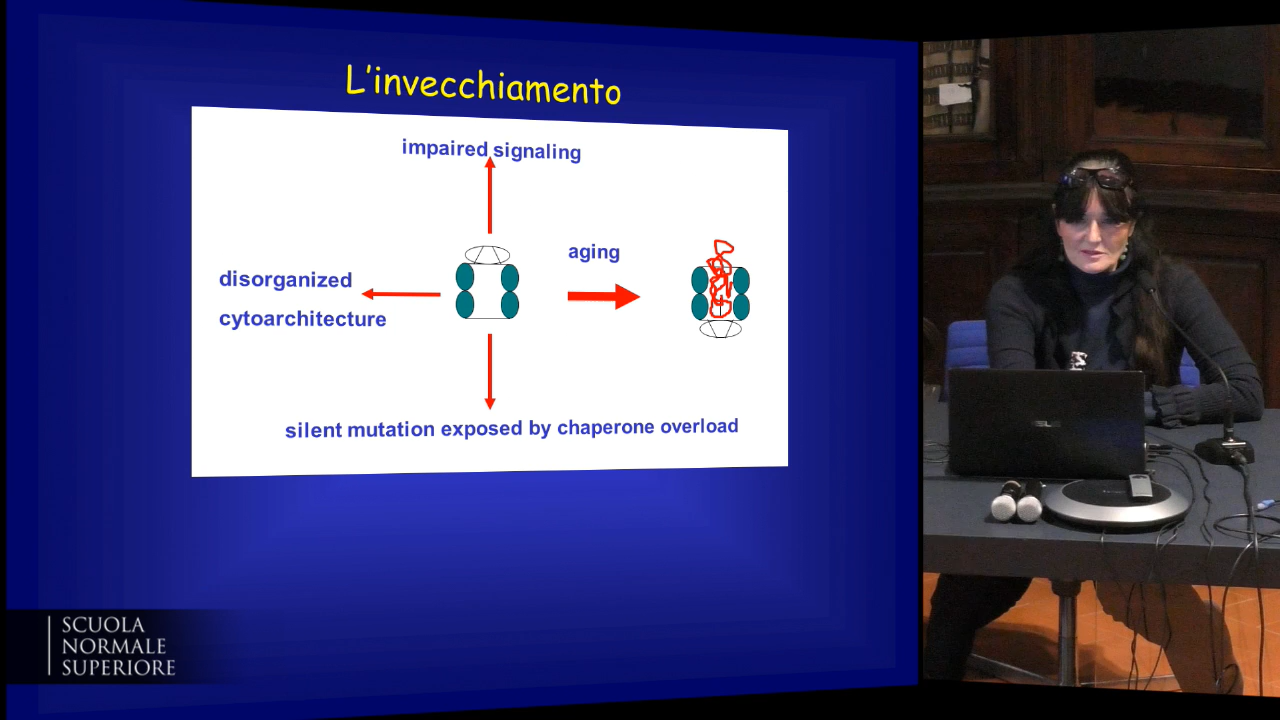 L'invecchiamento
impaired signaling
aging
disorganized
cytoarchitecture
silent mutation exposed by chaperone overload
SCUOLA
NORMALE
SUPERIORE